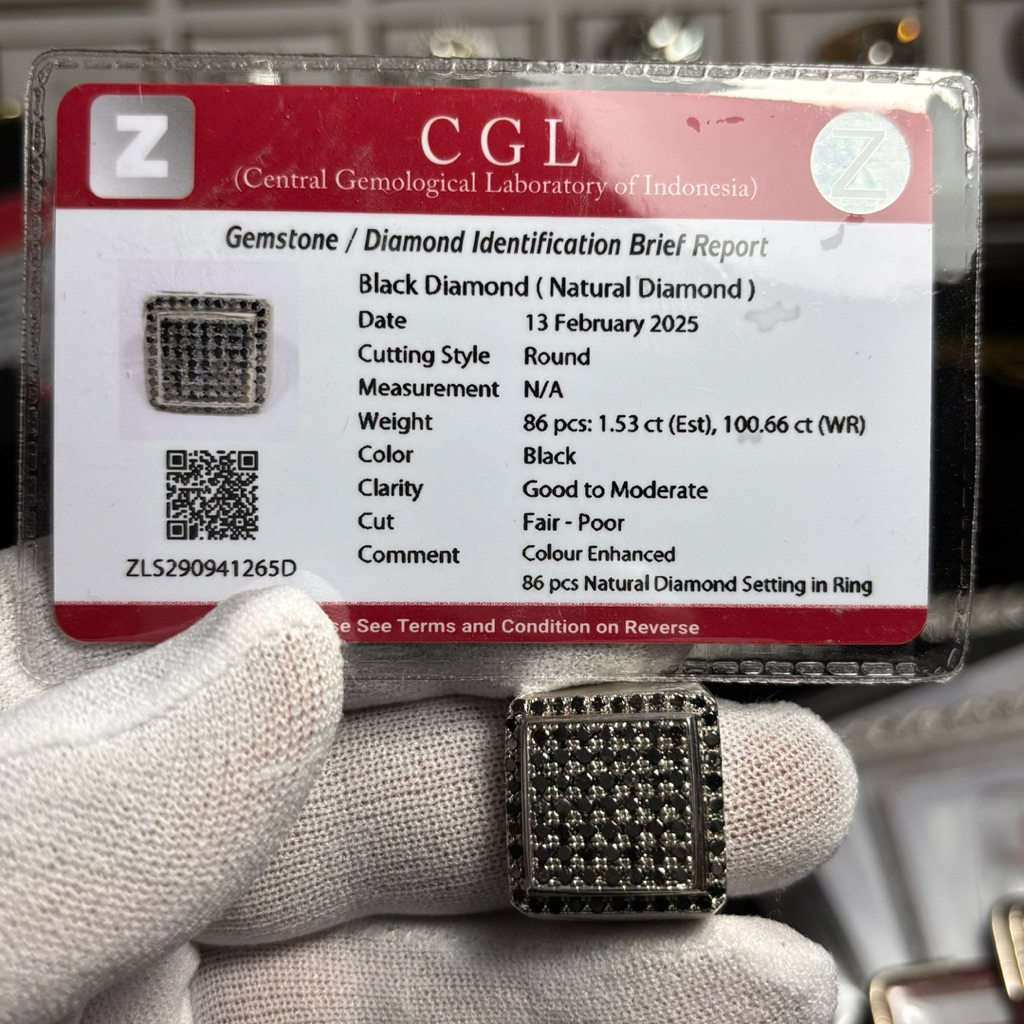 Z
C G L
Z
(Central Gemological Laboratory of Indonesia)
Gemstone / Diamond Identification Brief Report
Black Diamond ( Natural Diamond )
Date 13 February 2025
Cutting Style Round
Measurement N/A
Weight 86 pcs: 1.53 ct (Est), 100.66 ct (WR)
Color Black
Clarity Good to Moderate
Cut Fair - Poor
Comment Colour Enhanced
86 pcs Natural Diamond Setting in Ring
ZLS290941265D
se See Terms and Condition on Reverse